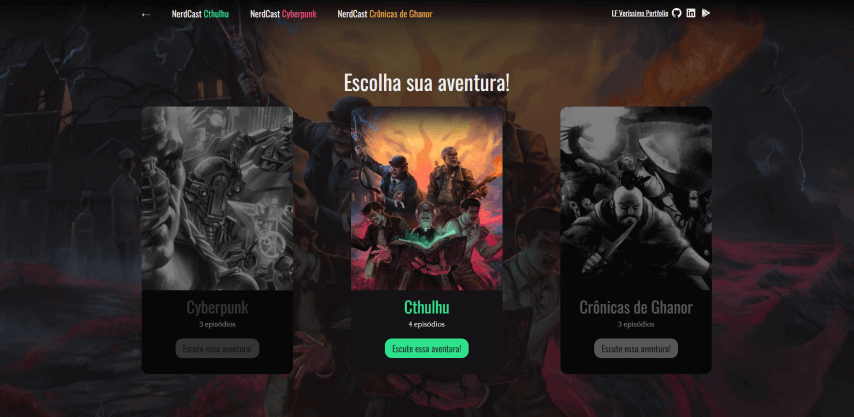 ← NerdCast Cthulhu NerdCast Cyberpunk NerdCast Crônicas de Ghanor LF Verissimo Portfolio
Escolha sua aventura!
Cyberpunk
3 episódios
Escute essa aventura!
Cthulhu
4 episódios
Escute essa aventura!
Crônicas de Ghanor
3 episódios
Escute essa aventura!